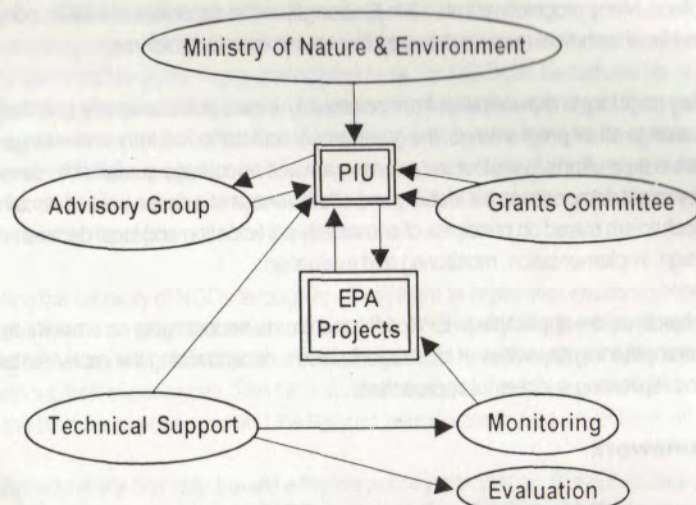 Ministry of Nature & Environment
PIU
Advisory Group
Grants Committee
EPA
Projects
Technical Support
Monitoring
Evaluation